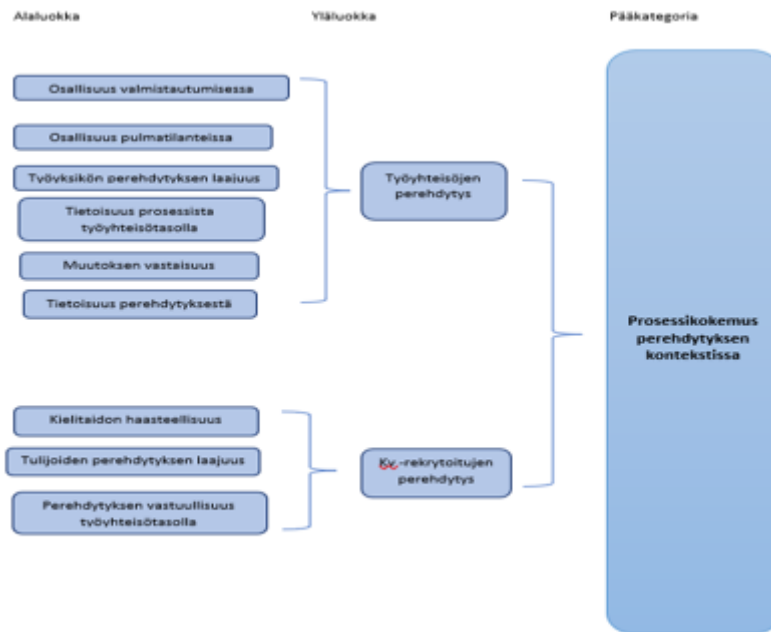 Alaluokka
Yläluokka
Pääkategoria
Osallisuus valmistautumisessa
Osallisuus pulmatilanteissa
Työyksikön perehdytyksen laajuus
Tietoisuus prosessista
työyhteisötasolla
Muutoksen vastaisuus
Tietoisuus perehdytyksestä
Työyhteisöjen
perehdytys
Kielitaidon haasteellisuus
Tulijoiden perehdytyksen laajuus
Perehdytyksen vastuullisuus
työyhteisötasolla
Kv.-rekrytoitujen
perehdytys
Prosessikokemus
perehdytyksen
kontekstissa